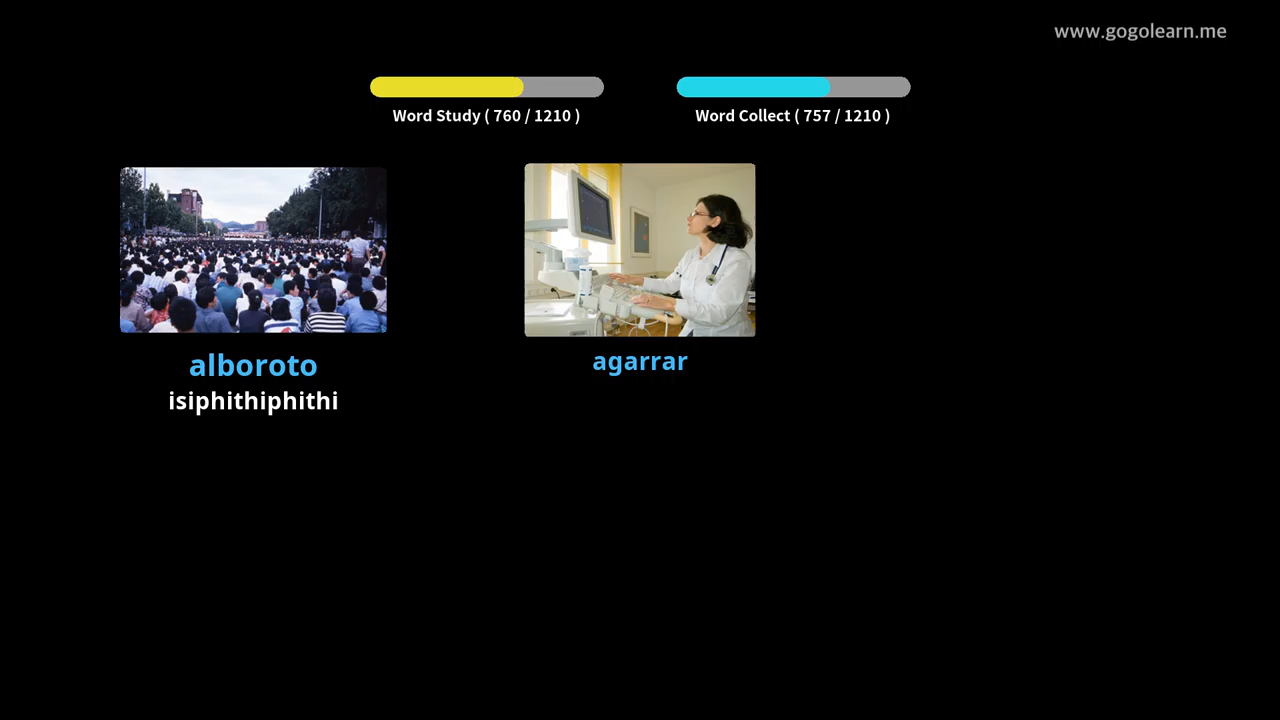 www.gogolearn.me
Word Study ( 760 / 1210 )
Word Collect ( 757 / 1210 )
alboroto
isiphithiphithi
agarrar